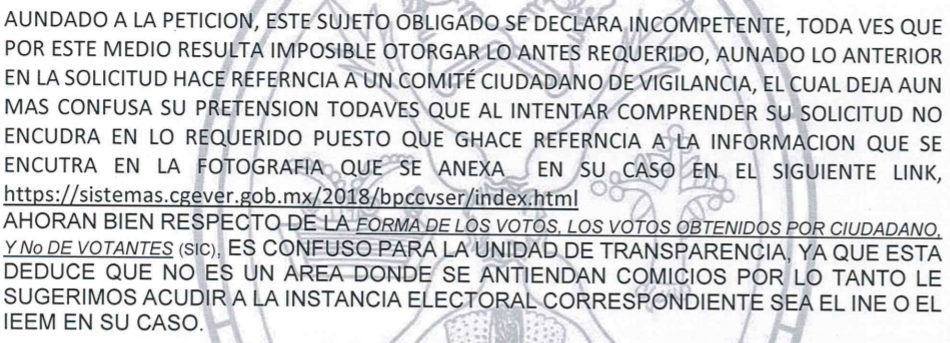 AUNDADO A LA PETICION, ESTE SUJETO OBLIGADO SE DECLARA INCOMPETENTE, TODA VES QUE
POR ESTE MEDIO RESULTA IMPOSIBLE OTORGAR LO ANTES REQUERIDO, AUNADO LO ANTERIOR
EN LA SOLICITUD HACE REFERNCIA A UN COMITÉ CIUDADANO DE VIGILANCIA, EL CUAL DEJA AUN
MAS CONFUSA SU PRETENSION TODAVES QUE AL INTENTAR COMPRENDER SU SOLICITUD NO
ENCUDRA EN LO REQUERIDO PUESTO QUE GHACE REFERNCIA A LA INFORMACION QUE SE
ENCUTRA EN LA FOTOGRAFIA QUE SE ANEXA EN SU CASO EN EL SIGUIENTE LINK,
https://sistemas.cgever.gob.mx/2018/bpccvser/index.html
AHORAN BIEN RESPECTO DE LA FORMA DE LOS VOTOS, LOS VOTOS OBTENIDOS POR CIUDADANO,
Y No DE VOTANTES (SIC), ES CONFUSO PARA LA UNIDAD DE TRANSPARENCIA, YA QUE ESTA
DEDUCE QUE NO ES UN AREA DONDE SE ANTIENDAN COMICIOS POR LO TANTO LE
SUGERIMOS ACUDIR A LA INSTANCIA ELECTORAL CORRESPONDIENTE SEA EL INE O EL
IEEM EN SU CASO.